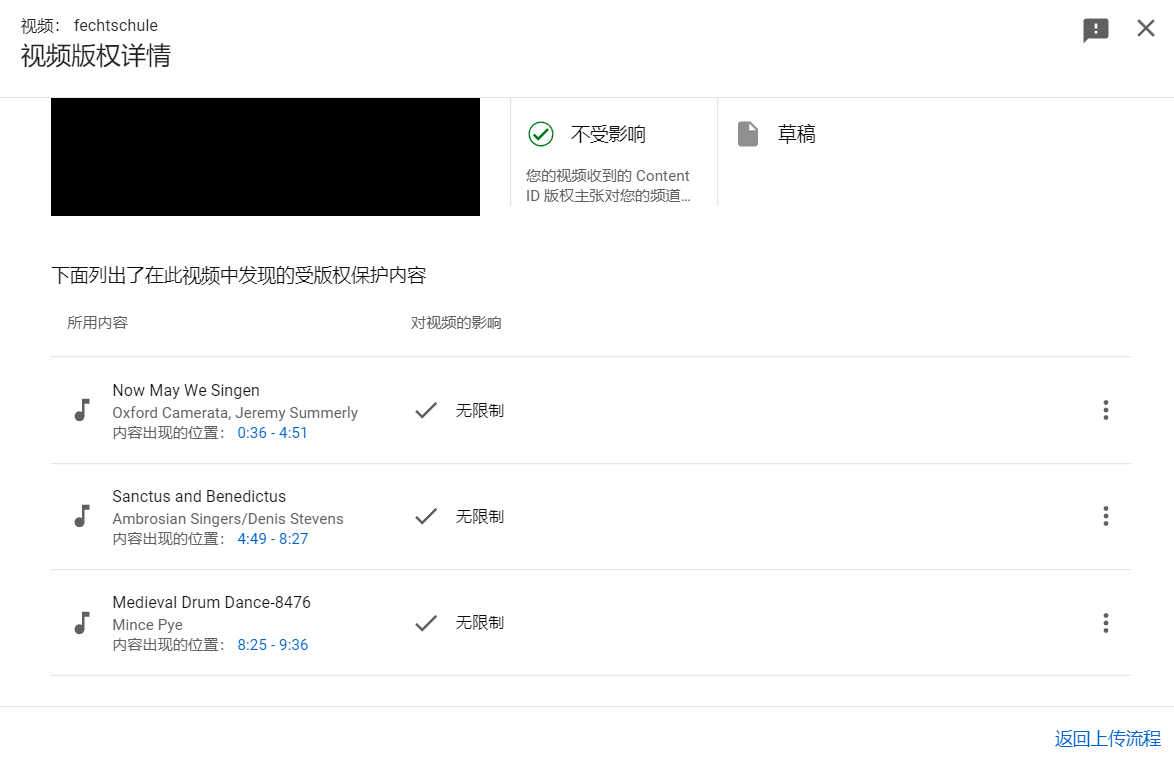 视频： fechtschule
视频版权详情
不受影响
草稿
您的视频收到的 Content
ID 版权主张对您的频道...
下面列出了在此视频中发现的受版权保护内容
所用内容
对视频的影响
Now May We Singen
Oxford Camerata, Jeremy Summerly
内容出现的位置： 0:36 - 4:51
无限制
Sanctus and Benedictus
Ambrosian Singers/Denis Stevens
内容出现的位置： 4:49 - 8:27
无限制
Medieval Drum Dance-8476
Mince Pye
内容出现的位置： 8:25 - 9:36
无限制
返回上传流程